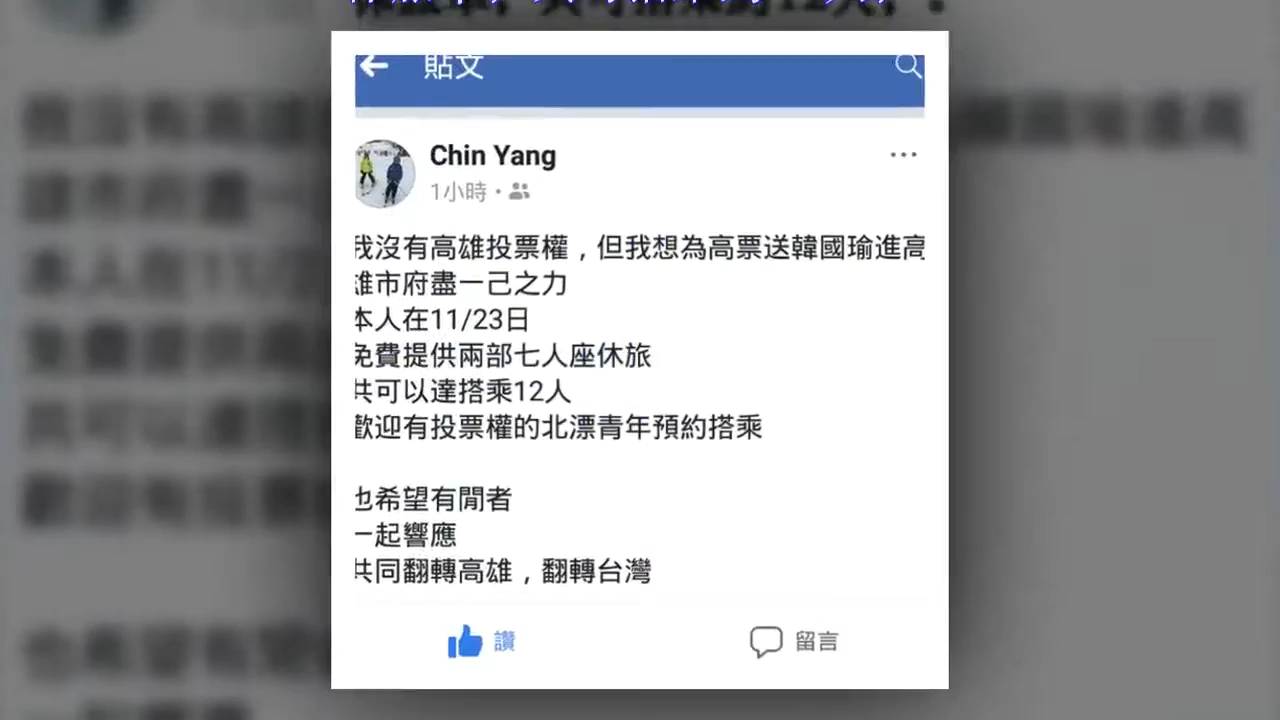 貼文
Chin Yang
1小時
我沒有高雄投票權，但我想為高票送韓國瑜進高
雄市府盡一己之力
本人在11/23日
免費提供兩部七人座休旅
共可以達搭乘12人
歡迎有投票權的北漂青年預約搭乘
也希望有閒者
一起響應
共同翻轉高雄，翻轉台灣
讚
留言